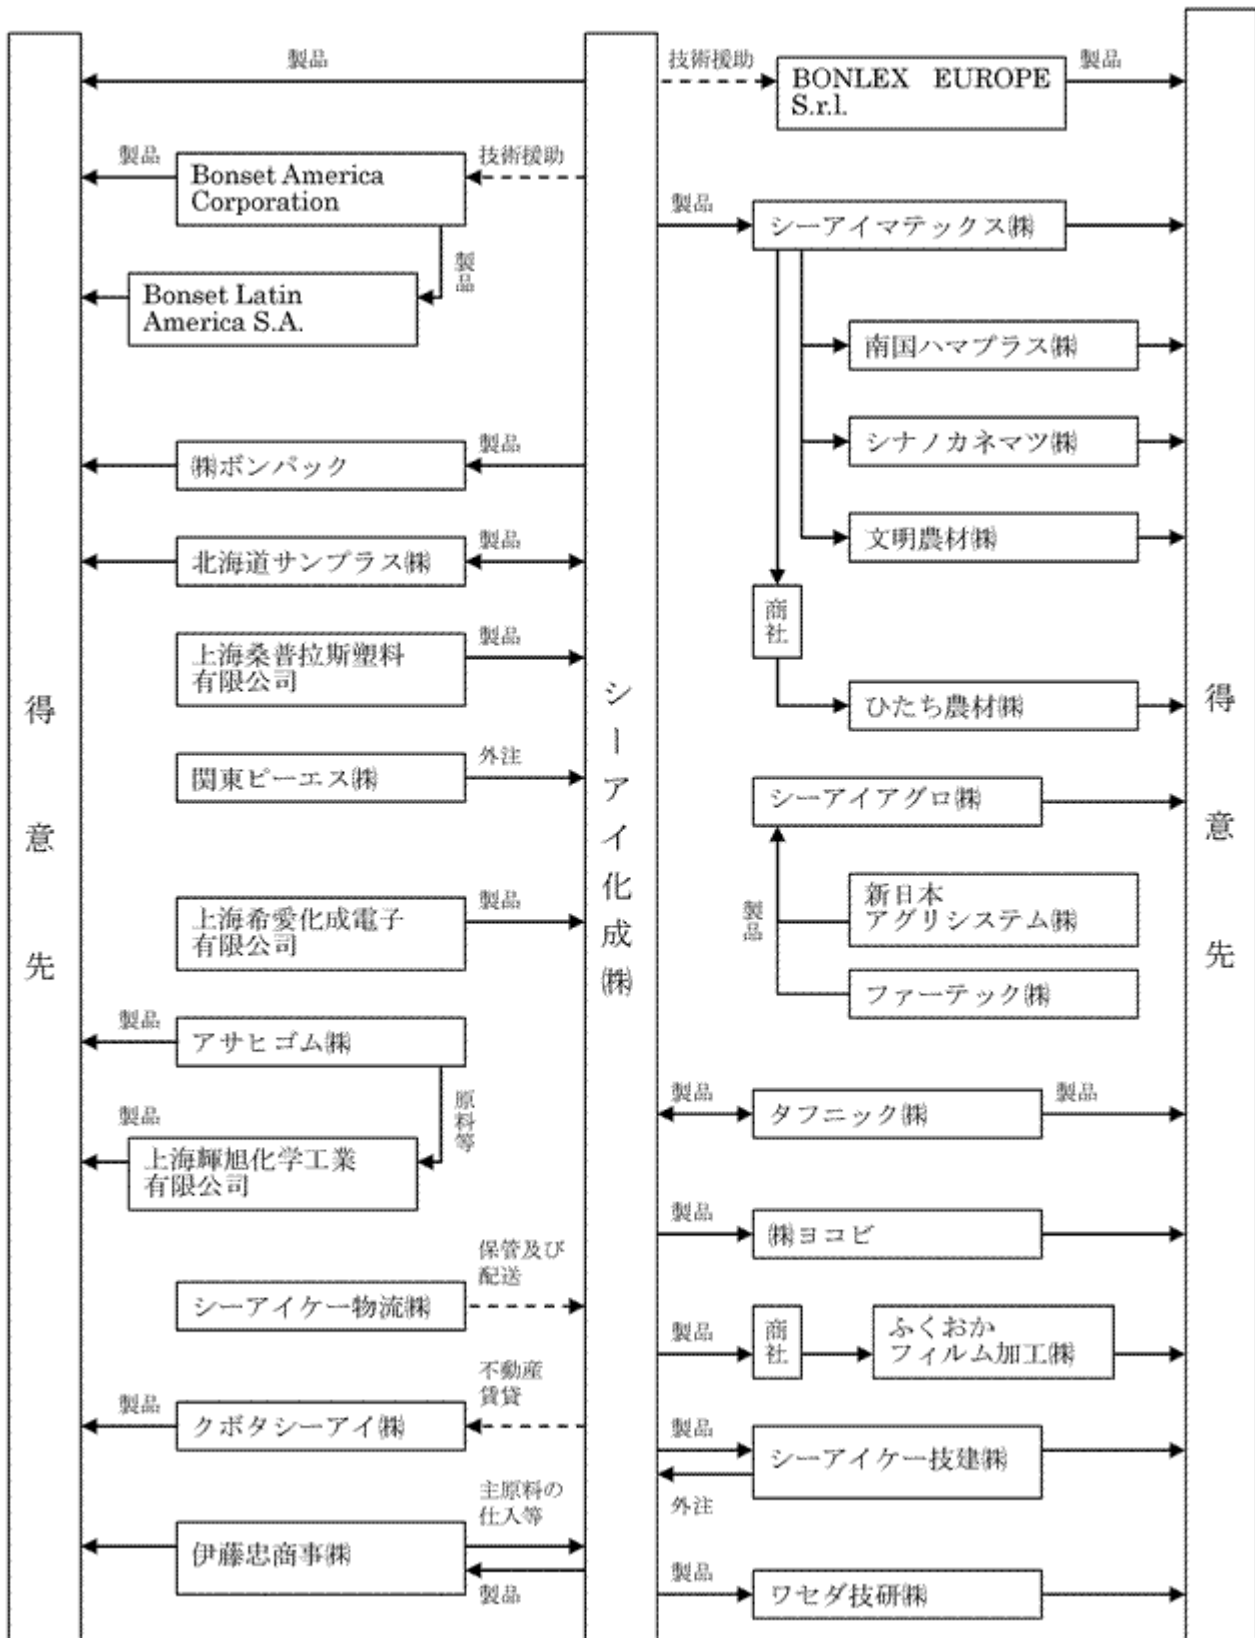 得意先
製品
製品
Bonset America
Corporation
技術援助
製品
Bonset Latin
America S.A.
㈱ボンパック
製品
北海道サンプラス㈱
製品
上海桑普拉斯塑料
有限公司
製品
関東ピーエス㈱
外注
上海希愛化成電子
有限公司
製品
製品
アサヒゴム㈱
原料等
製品
上海輝旭化学工業
有限公司
シーアイケー物流㈱
保管及び
配送
製品
クボタシーアイ㈱
不動産
賃貸
伊藤忠商事㈱
主原料の
仕入等
製品
シーアイ化成㈱
技術援助
BONLEX EUROPE
S.r.l.
製品
製品
シーアイマテックス㈱
南国ハマプラス㈱
シナノカネマツ㈱
文明農材㈱
商社
ひたち農材㈱
シーアイアグロ㈱
製品
新日本
アグリシステム㈱
ファーテック㈱
製品
タフニック㈱
製品
製品
㈱ヨコビ
製品
商社
ふくおか
フィルム加工㈱
製品
シーアイケー技建㈱
外注
製品
ワセダ技研㈱
得意先